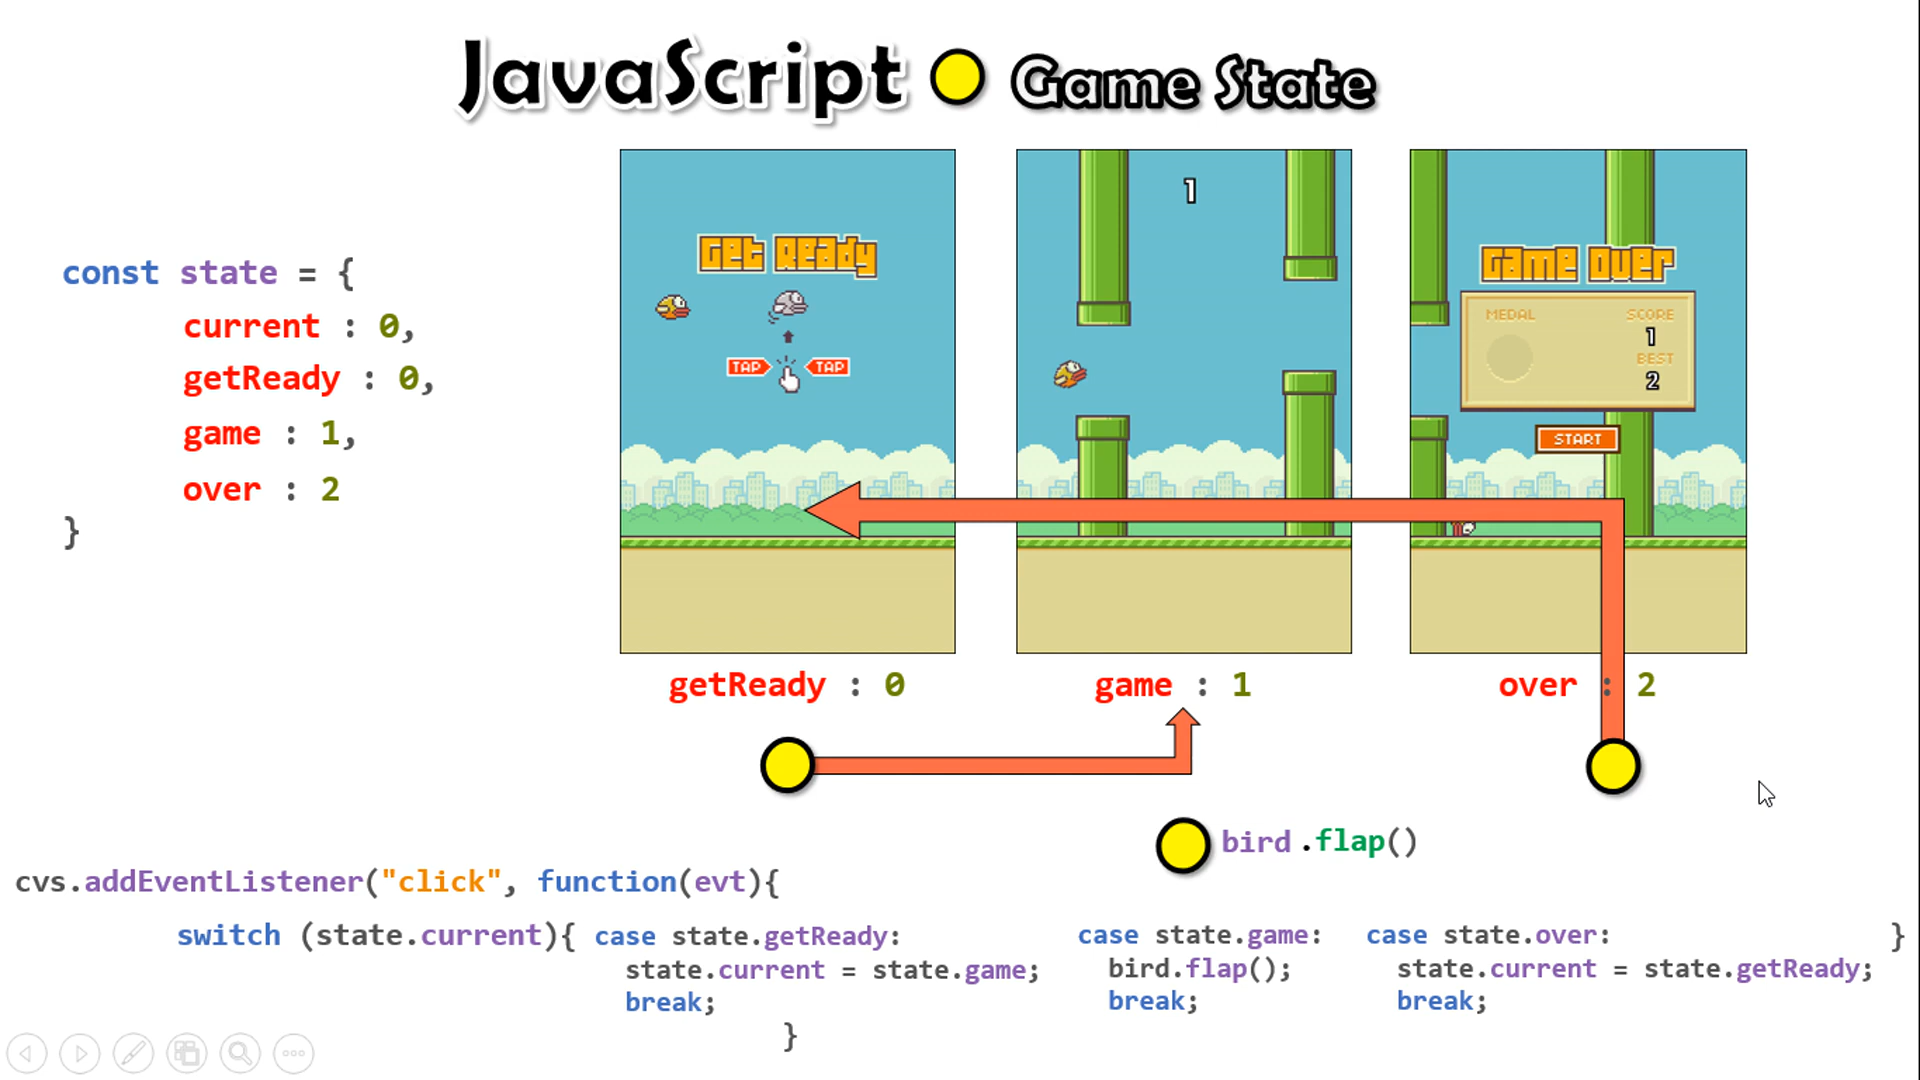 JavaScript Game State
const state = {
current : 0,
getReady : 0,
game : 1,
over : 2
}
Get Ready
TAP TAP
1
Game Over
MEDAL SCORE
1
BEST
2
START
getReady : 0
game : 1
over : 2
bird .flap()
cvs.addEventListener("click", function(evt){
switch (state.current){ case state.getReady:
state.current = state.game;
break;
}
case state.game:
bird.flap();
break;
case state.over:
state.current = state.getReady;
break;
}